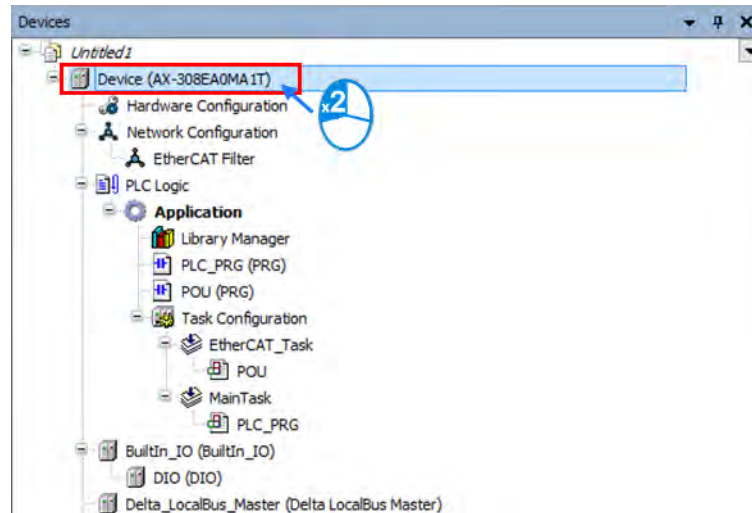 Devices
Untitled1
Device (AX-308EA0MA1T)
x2
Hardware Configuration
Network Configuration
EtherCAT Filter
PLC Logic
Application
Library Manager
PLC_PRG (PRG)
POU (PRG)
Task Configuration
EtherCAT_Task
POU
MainTask
PLC_PRG
BuiltIn_IO (BuiltIn_IO)
DIO (DIO)
Delta_LocalBus_Master (Delta LocalBus Master)